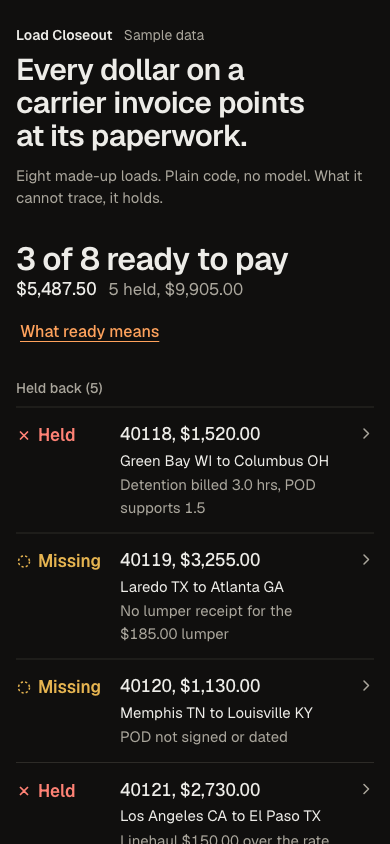 Load Closeout Sample data
Every dollar on a
carrier invoice points
at its paperwork.
Eight made-up loads. Plain code, no model. What it
cannot trace, it holds.
3 of 8 ready to pay
$5,487.50 5 held, $9,905.00
What ready means
Held back (5)
Held 40118, $1,520.00
Green Bay WI to Columbus OH
Detention billed 3.0 hrs, POD
supports 1.5
Missing 40119, $3,255.00
Laredo TX to Atlanta GA
No lumper receipt for the
$185.00 lumper
Missing 40120, $1,130.00
Memphis TN to Louisville KY
POD not signed or dated
Held 40121, $2,730.00
Los Angeles CA to El Paso TX
Linehaul $150.00 over the rate